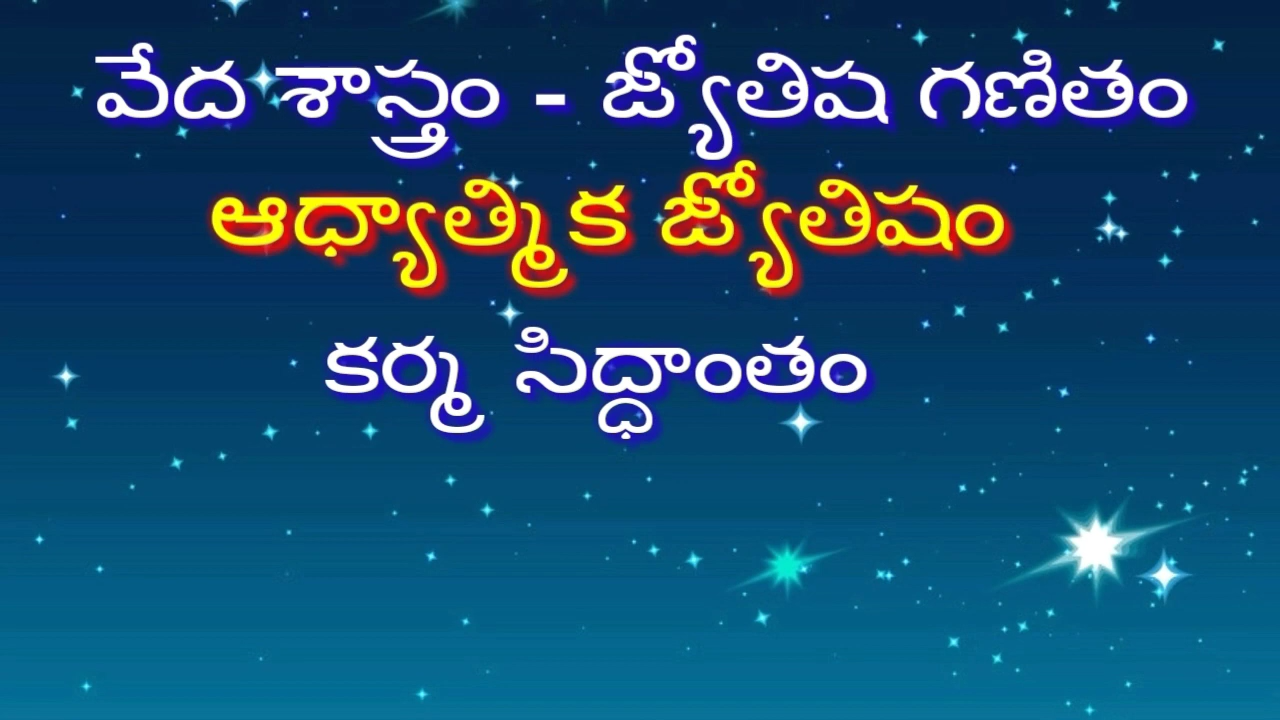 వేద శాస్త్రం - జ్యోతిష గణితం
ఆధ్యాత్మిక జ్యోతిషం
కర్మ సిద్ధాంతం